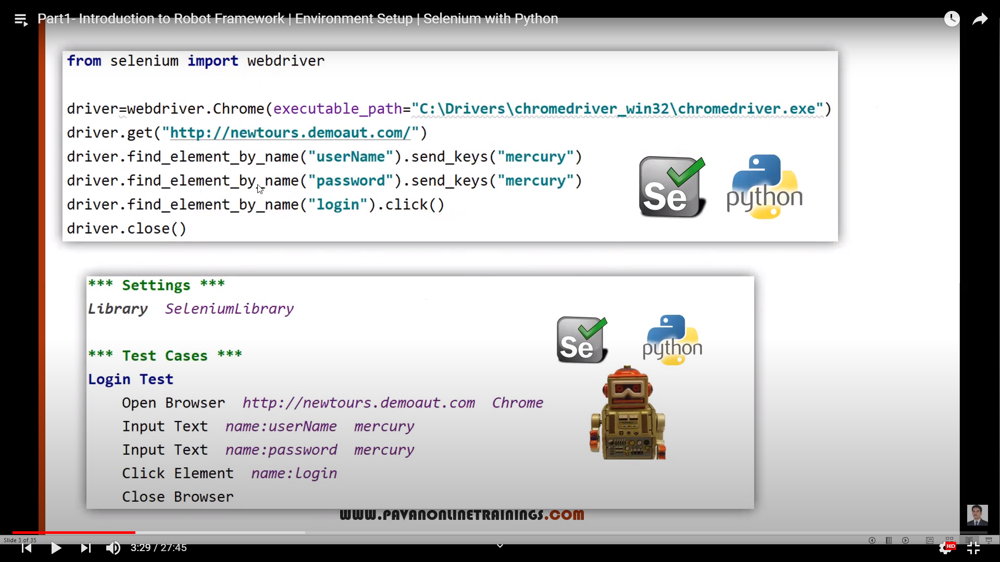 Part1- Introduction to Robot Framework | Environment Setup | Selenium with Python
from selenium import webdriver
driver=webdriver.Chrome(executable_path="C:\Drivers\chromedriver_win32\chromedriver.exe")
driver.get("http://newtours.demoaut.com/")
driver.find_element_by_name("userName").send_keys("mercury")
driver.find_element_by_name("password").send_keys("mercury")
driver.find_element_by_name("login").click()
driver.close()
Se
python
*** Settings ***
Library  SeleniumLibrary
*** Test Cases ***
Login Test
    Open Browser  http://newtours.demoaut.com  Chrome
    Input Text  name:userName  mercury
    Input Text  name:password  mercury
    Click Element  name:login
    Close Browser
Se
python
WWW.PAVANONLINETRAININGS.COM
Slide 3 of 35
3:29 / 27:45
HD